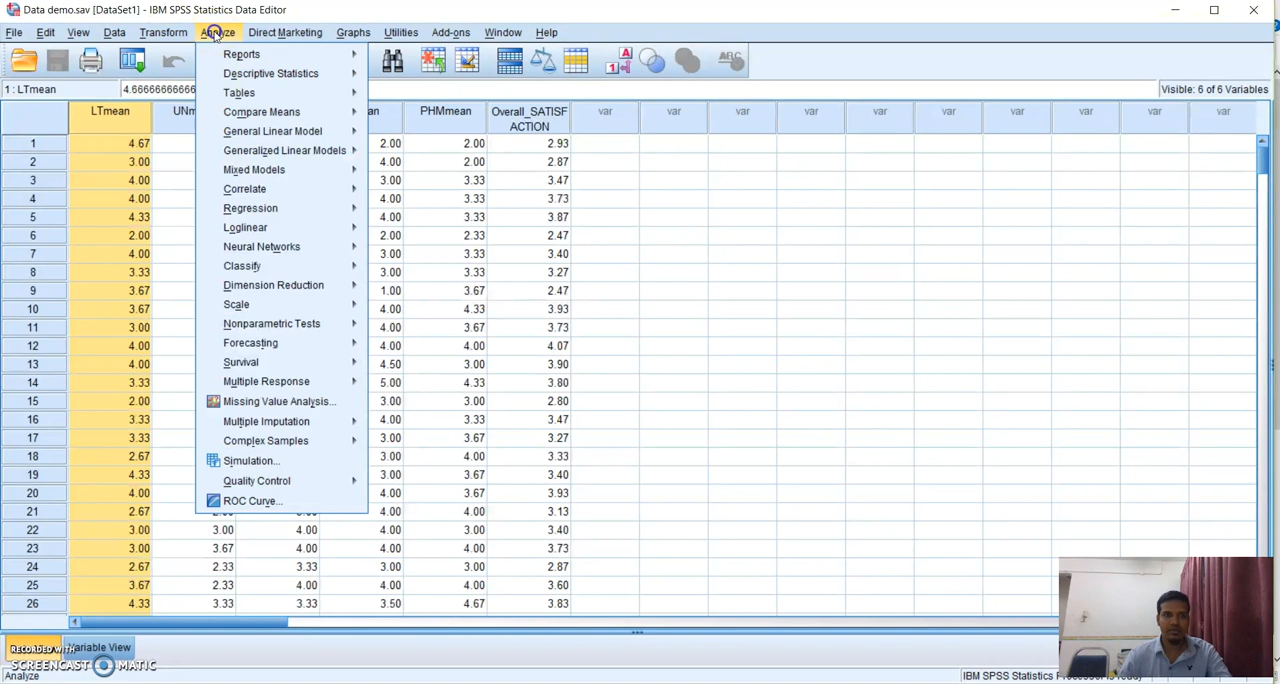 Data demo.sav [DataSet1] - IBM SPSS Statistics Data Editor
File Edit View Data Transform Analyze Direct Marketing Graphs Utilities Add-ons Window Help
1 : LTmean 4.66666666666
Visible: 6 of 6 Variables
Reports
Descriptive Statistics
Tables
Compare Means
General Linear Model
Generalized Linear Models
Mixed Models
Correlate
Regression
Loglinear
Neural Networks
Classify
Dimension Reduction
Scale
Nonparametric Tests
Forecasting
Survival
Multiple Response
Missing Value Analysis...
Multiple Imputation
Complex Samples
Simulation...
Quality Control
ROC Curve...
LTmean PHMmean Overall_SATISF var var var var var var var var var var
ACTION
1 4.67 2.00 2.00 2.93
2 3.00 4.00 2.00 2.87
3 4.00 3.00 3.33 3.47
4 4.00 4.00 3.33 3.73
5 4.33 4.00 3.33 3.87
6 2.00 2.00 2.33 2.47
7 4.00 4.00 3.33 3.40
8 3.33 3.00 3.33 3.27
9 3.67 1.00 3.67 2.47
10 3.67 4.00 4.33 3.93
11 3.00 4.00 3.67 3.73
12 4.00 4.00 4.00 4.07
13 4.00 4.50 3.00 3.90
14 3.33 5.00 4.33 3.80
15 2.00 3.00 3.00 2.80
16 3.33 4.00 3.33 3.47
17 3.33 3.00 3.67 3.27
18 2.67 3.00 4.00 3.33
19 4.33 3.00 3.67 3.40
20 4.00 4.00 3.67 3.93
21 2.67 4.00 4.00 3.13
22 3.00 3.00 4.00 4.00 4.00 3.40
23 3.00 3.67 4.00 4.00 4.00 3.73
24 2.67 2.33 3.33 3.00 3.00 2.87
25 3.67 2.33 4.00 4.00 4.00 3.60
26 4.33 3.33 3.33 3.50 4.67 3.83
Variable View
RECORDED WITH
SCREENCAST MATIC
Analyze
IBM SPSS Statistics